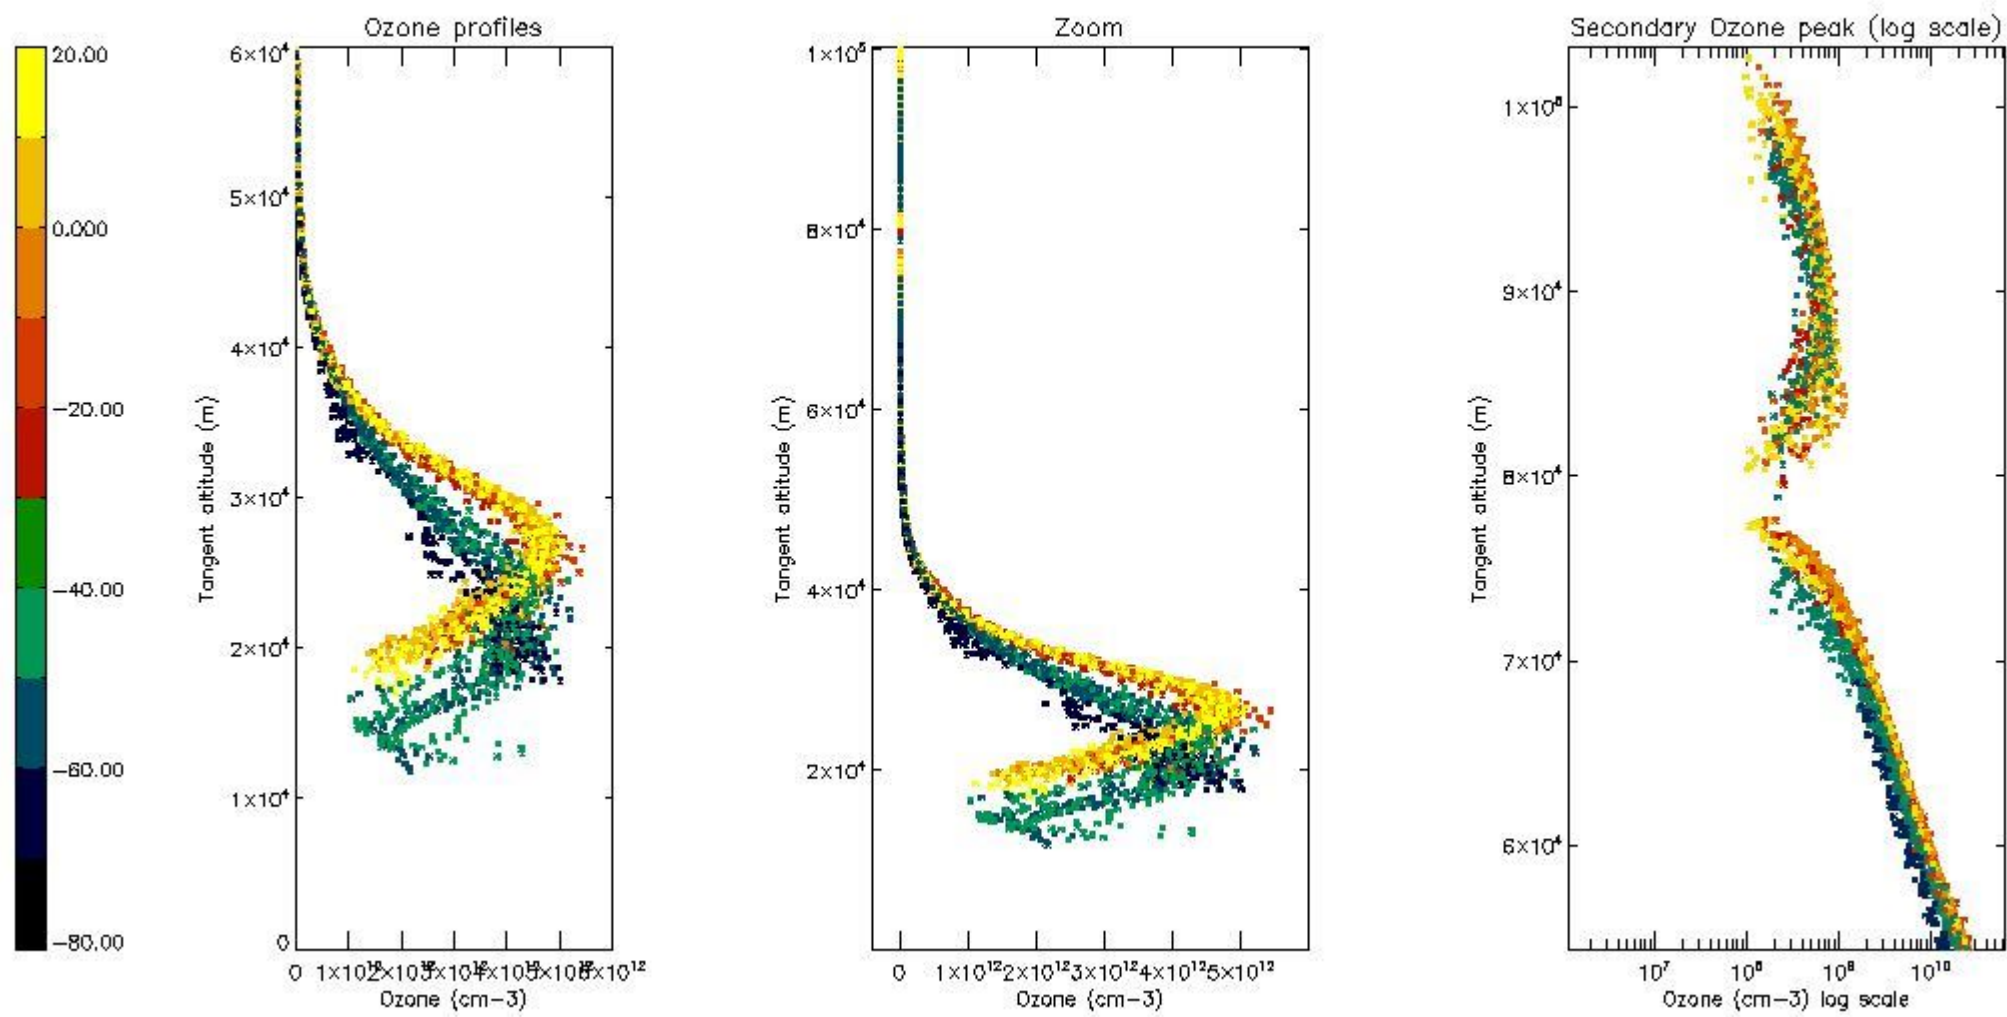 Ozone profiles
Zoom
Secondary Ozone peak (log scale)
20.00
0.000
−20.00
−40.00
−60.00
−80.00
6×10⁴
5×10⁴
4×10⁴
3×10⁴
2×10⁴
1×10⁴
0
Tangent altitude (m)
0 1×10¹²
6×10¹²
Ozone (cm−3)
1×10⁵
8×10⁴
6×10⁴
4×10⁴
2×10⁴
Tangent altitude (m)
0 1×10¹² 2×10¹² 3×10¹² 4×10¹² 5×10¹²
Ozone (cm−3)
9×10⁴
8×10⁴
7×10⁴
6×10⁴
Tangent altitude (m)
10⁷ 10⁸ 10⁹ 10¹⁰
Ozone (cm−3) log scale